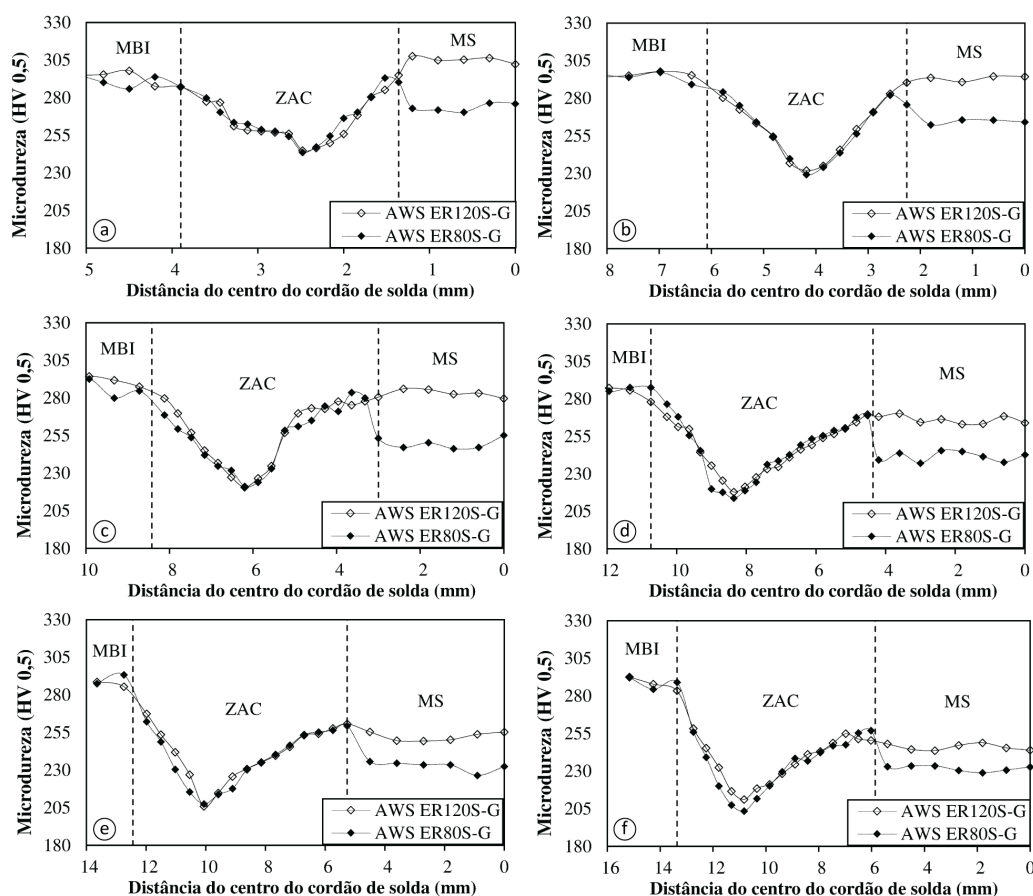 330
305
280
255
230
205
180
Microdureza (HV 0,5)
MBI
ZAC
MS
AWS ER120S-G
AWS ER80S-G
a
5 4 3 2 1 0
Distância do centro do cordão de solda (mm)
330
305
280
255
230
205
180
Microdureza (HV 0,5)
MBI
ZAC
MS
AWS ER120S-G
AWS ER80S-G
b
8 7 6 5 4 3 2 1 0
Distância do centro do cordão de solda (mm)
330
305
280
255
230
205
180
Microdureza (HV 0,5)
MBI
ZAC
MS
AWS ER120S-G
AWS ER80S-G
c
10 8 6 4 2 0
Distância do centro do cordão de solda (mm)
330
305
280
255
230
205
180
Microdureza (HV 0,5)
MBI
ZAC
MS
AWS ER120S-G
AWS ER80S-G
d
12 10 8 6 4 2 0
Distância do centro do cordão de solda (mm)
330
305
280
255
230
205
180
Microdureza (HV 0,5)
MBI
ZAC
MS
AWS ER120S-G
AWS ER80S-G
e
14 12 10 8 6 4 2 0
Distância do centro do cordão de solda (mm)
330
305
280
255
230
205
180
Microdureza (HV 0,5)
MBI
ZAC
MS
AWS ER120S-G
AWS ER80S-G
f
16 14 12 10 8 6 4 2 0
Distância do centro do cordão de solda (mm)